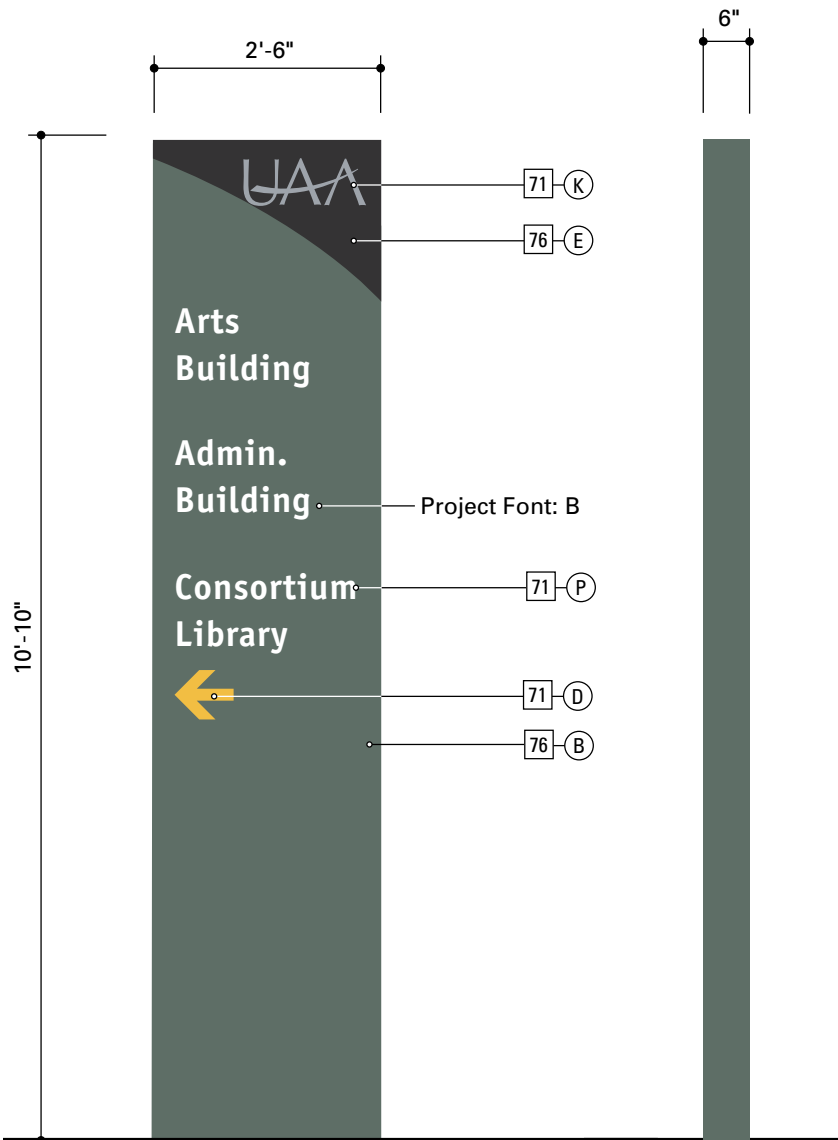 2'-6"
6"
UAA
71 K
76 E
Arts
Building
Admin.
Building
Project Font: B
Consortium
71 P
Library
10'-10"
71 D
76 B